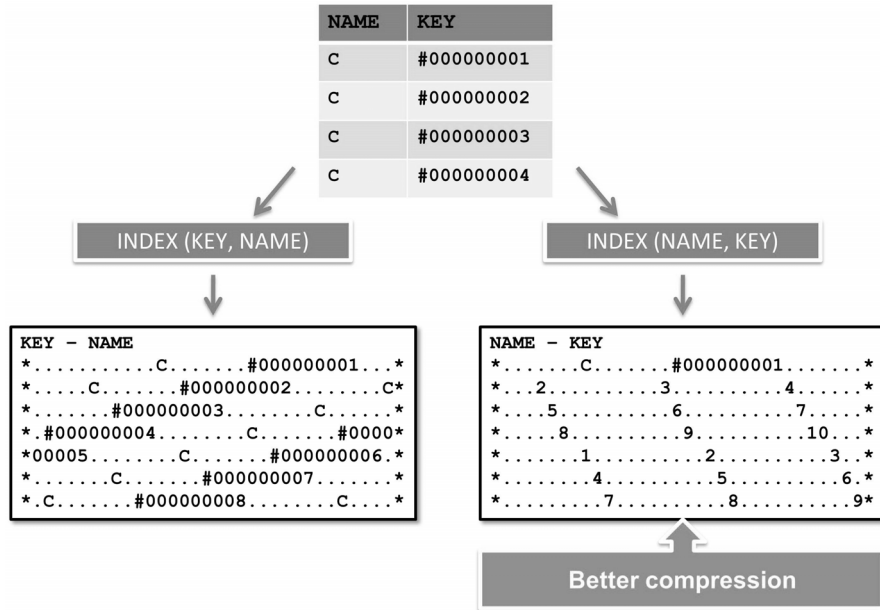 NAME KEY
C #000000001
C #000000002
C #000000003
C #000000004
INDEX (KEY, NAME)
INDEX (NAME, KEY)
KEY – NAME
*...........C.......#000000001...*
*.....C.......#000000002........C*
*.......#000000003........C......*
*.#000000004........C.......#0000*
*00005........C.......#000000006.*
*.......C.......#000000007.......*
*.C.......#000000008........C....*
NAME – KEY
*.......C.......#000000001.......*
*...2..........3..........4......*
*....5..........6..........7.....*
*.....8..........9..........10...*
*.......1..........2..........3..*
*........4..........5..........6.*
*.........7..........8..........9*
Better compression